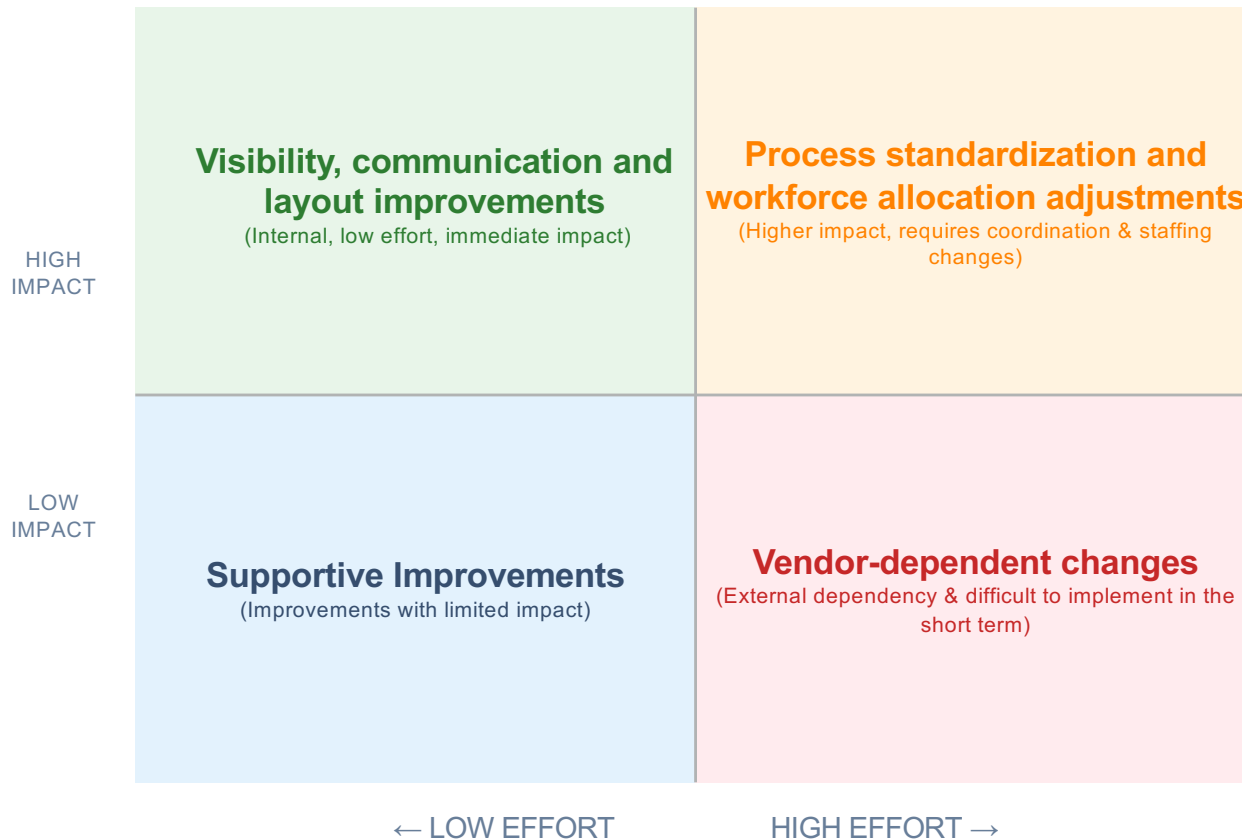 Visibility, communication and
layout improvements
(Internal, low effort, immediate impact)
Process standardization and
workforce allocation adjustments
(Higher impact, requires coordination & staffing
changes)
HIGH
IMPACT
LOW
IMPACT
Supportive Improvements
(Improvements with limited impact)
Vendor-dependent changes
(External dependency & difficult to implement in the
short term)
← LOW EFFORT
HIGH EFFORT →